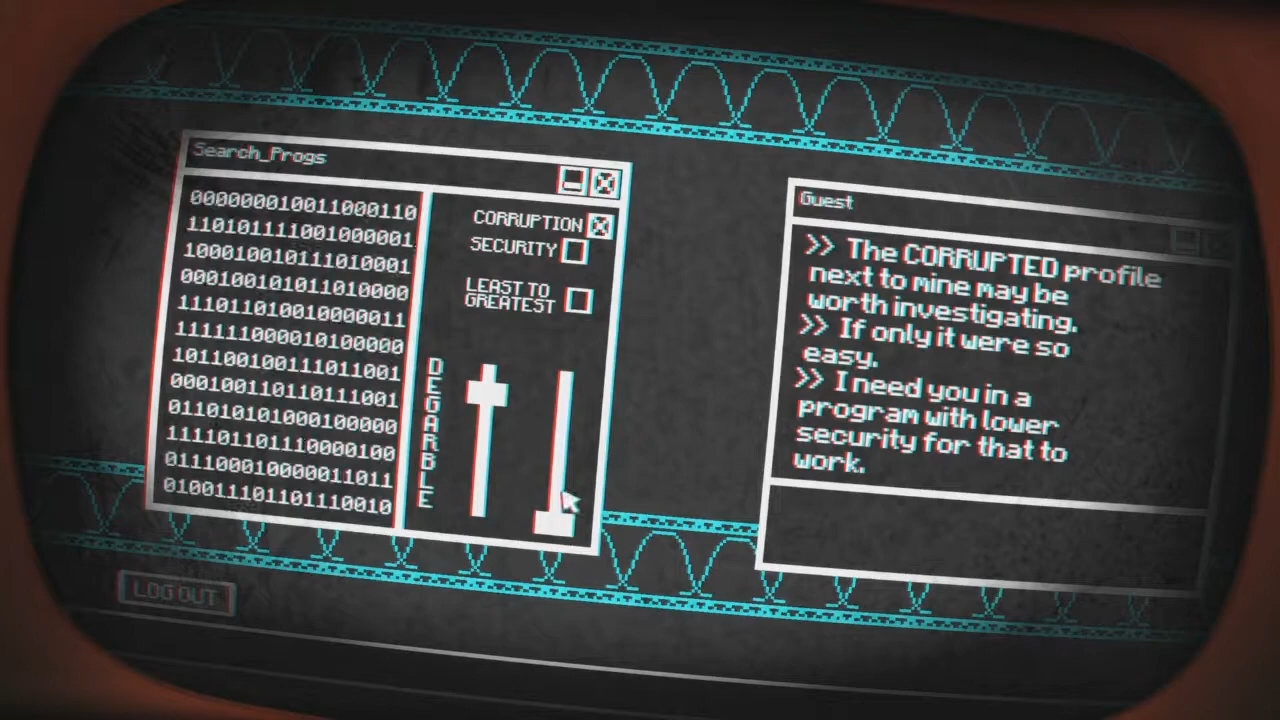 Search_Progs
0000000100110001​10
110101111001000001
100010010111010001
000100101011010000
111011010010000011
111111000010100000
101100100111011001
000100110110111001
011010101000100000
111101101110000100
011100010000011011
010011101101110010
CORRUPTION
SECURITY
LEAST TO
GREATEST
DEGARBLE
Guest
>> The CORRUPTED profile
next to mine may be
worth investigating.
>> If only it were so
easy.
>> I need you in a
program with lower
security for that to
work.
LOG OUT